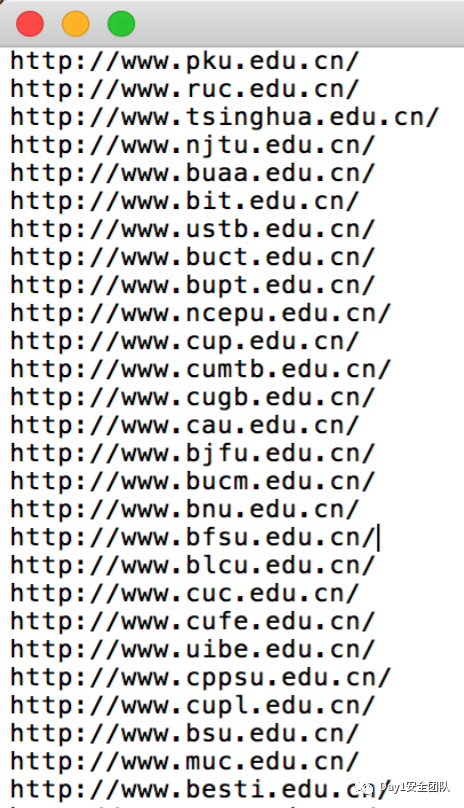 http://www.pku.edu.cn/
http://www.ruc.edu.cn/
http://www.tsinghua.edu.cn/
http://www.njtu.edu.cn/
http://www.buaa.edu.cn/
http://www.bit.edu.cn/
http://www.ustb.edu.cn/
http://www.buct.edu.cn/
http://www.bupt.edu.cn/
http://www.ncepu.edu.cn/
http://www.cup.edu.cn/
http://www.cumtb.edu.cn/
http://www.cugb.edu.cn/
http://www.cau.edu.cn/
http://www.bjfu.edu.cn/
http://www.bucm.edu.cn/
http://www.bnu.edu.cn/
http://www.bfsu.edu.cn/
http://www.blcu.edu.cn/
http://www.cuc.edu.cn/
http://www.cufe.edu.cn/
http://www.uibe.edu.cn/
http://www.cppsu.edu.cn/
http://www.cupl.edu.cn/
http://www.bsu.edu.cn/
http://www.muc.edu.cn/
http://www.besti.edu.cn/
Day1安全团队